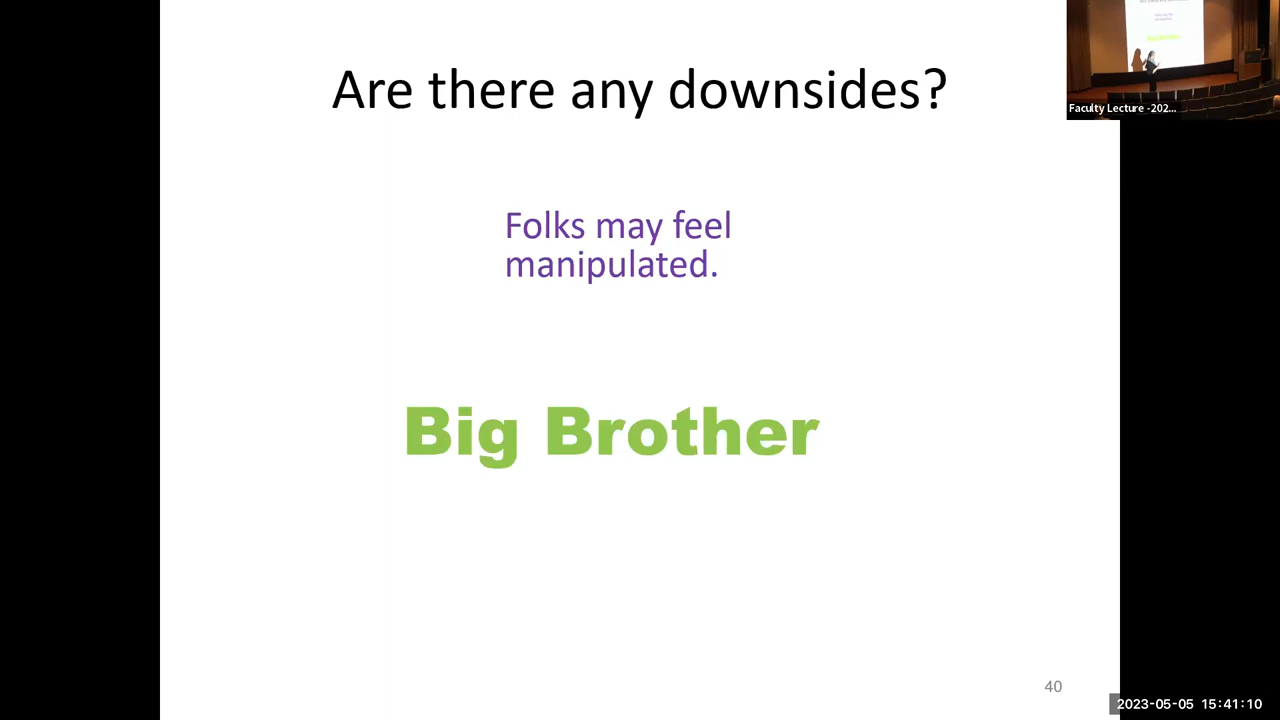 Are there any downsides?
Faculty Lecture -202...
Folks may feel
manipulated.
Big Brother
40
2023-05-05 15:41:10